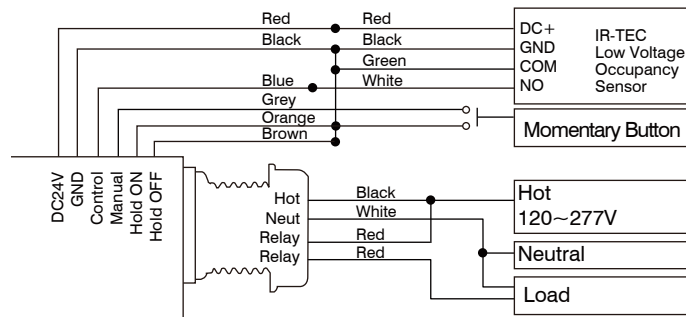 Red Red DC+ IR-TEC
Black Black GND Low Voltage
Green COM Occupancy
Blue White NO Sensor
Grey
Orange Momentary Button
Brown
DC24V
GND
Control
Manual
Hold ON
Hold OFF
Hot Black Hot
Neut White 120~277V
Relay Red Neutral
Relay Red
Load